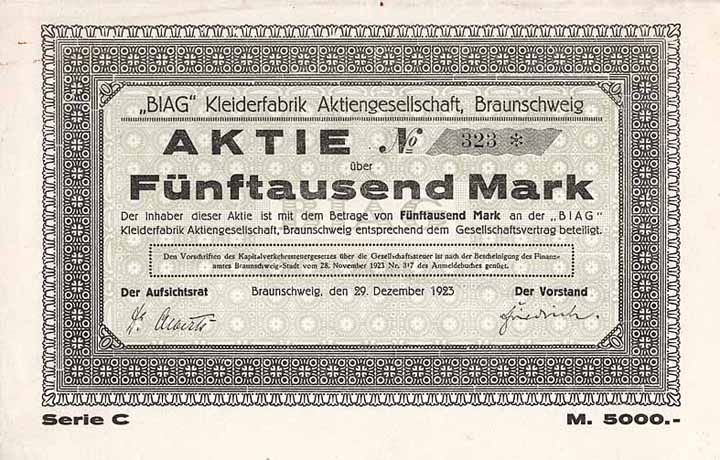 „BIAG“ Kleiderfabrik Aktiengesellschaft, Braunschweig
AKTIE No 323 *
über
Fünftausend Mark
Der Inhaber dieser Aktie ist mit dem Betrage von Fünftausend Mark an der „BIAG“
Kleiderfabrik Aktiengesellschaft, Braunschweig entsprechend dem Gesellschaftsvertrag beteiligt.
Den Vorschriften des Kapitalverkehrssteuergesetzes über die Gesellschaftssteuer ist nach der Bescheinigung des Finanz-
amtes Braunschweig-Stadt vom 28. November 1923 Nr. 317 des Anmeldebuches genügt.
Der Aufsichtsrat Braunschweig, den 29. Dezember 1923 Der Vorstand
Friedrich.
Serie C M. 5000.-